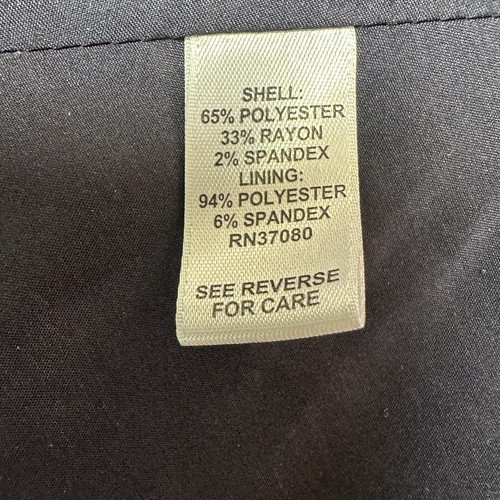 SHELL:
65% POLYESTER
33% RAYON
2% SPANDEX
LINING:
94% POLYESTER
6% SPANDEX
RN37080
SEE REVERSE
FOR CARE